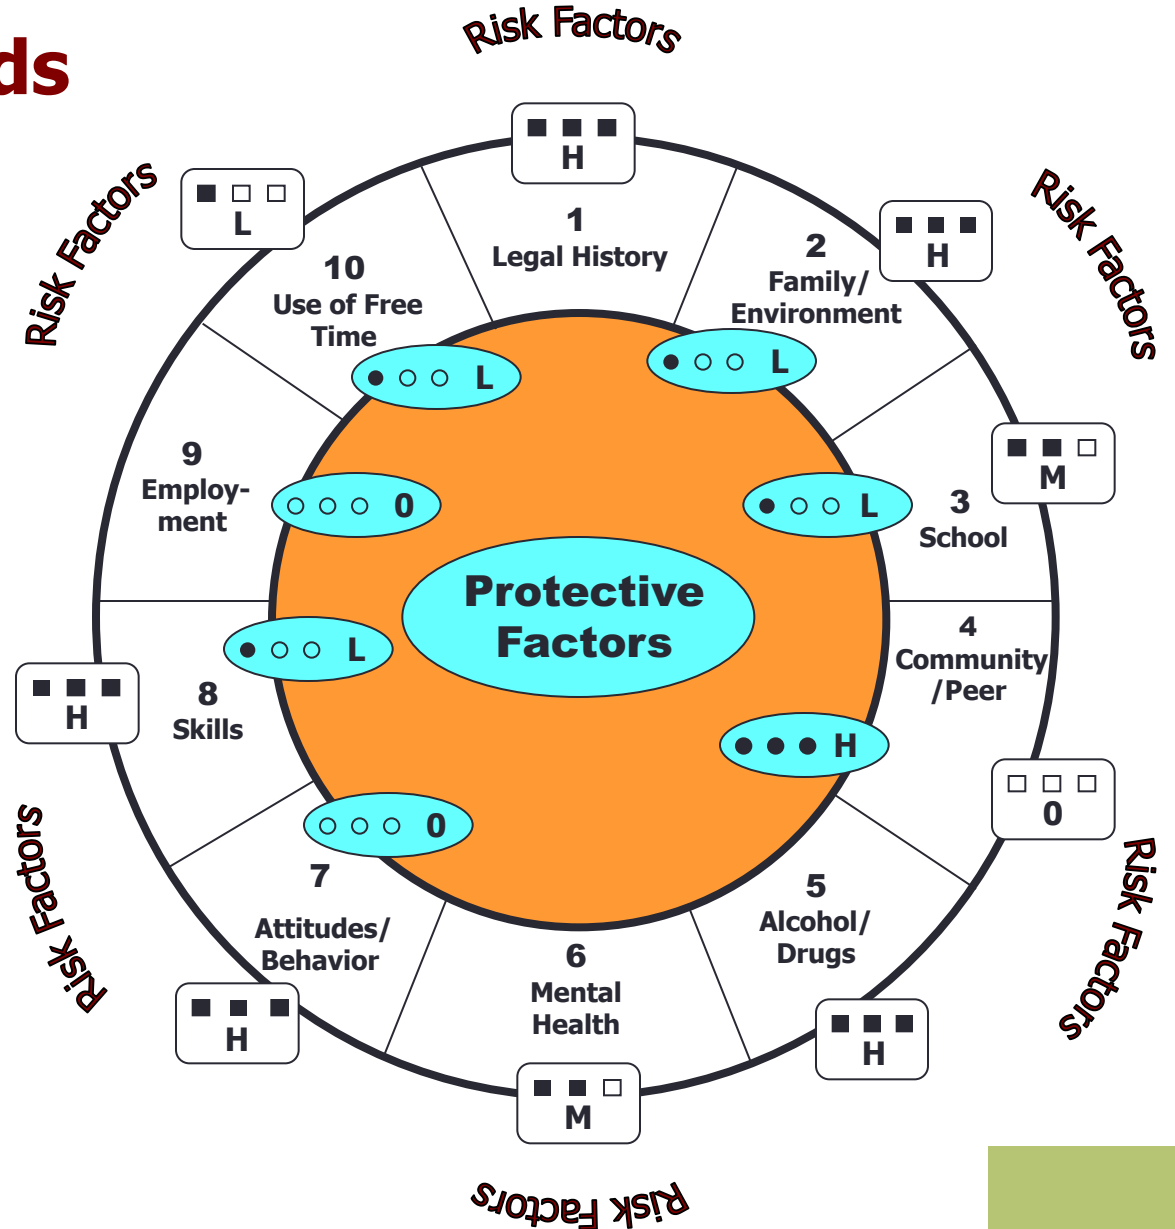 ds
Risk Factors
Risk Factors
Risk Factors
Risk Factors
Risk Factors
Risk Factors
H
1
Legal History
H
2
Family/
Environment
L
M
3
School
L
4
Community
/Peer
0
H
5
Alcohol/
Drugs
H
6
Mental
Health
M
7
Attitudes/
Behavior
H
0
8
Skills
H
L
9
Employ-
ment
0
10
Use of Free
Time
L
L
Protective
Factors